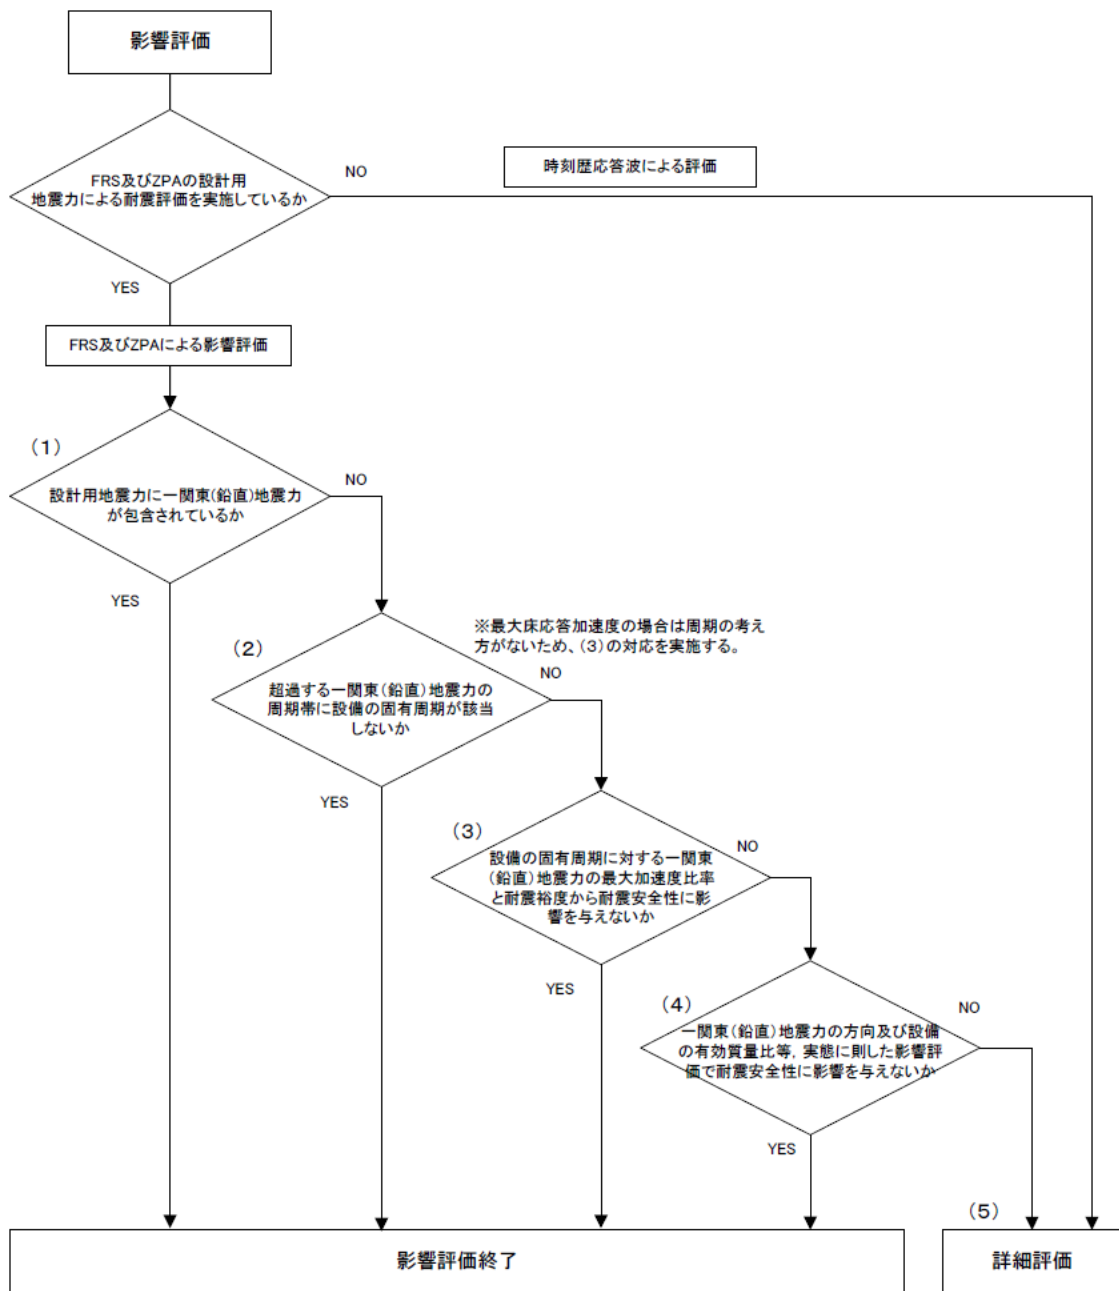 影響評価
FRS及びZPAの設計用
地震力による耐震評価を実施しているか
NO
時刻歴応答波による評価
YES
FRS及びZPAによる影響評価
(1)
設計用地震力に一関東(鉛直)地震力
が包含されているか
NO
YES
※最大床応答加速度の場合は周期の考え
方がないため、(3)の対応を実施する。
(2)
超過する一関東(鉛直)地震力の
周期帯に設備の固有周期が該当
しないか
NO
YES
(3)
設備の固有周期に対する一関東
(鉛直)地震力の最大加速度比率
と耐震裕度から耐震安全性に影
響を与えないか
NO
YES
(4)
一関東(鉛直)地震力の方向及び設備
の有効質量比等，実態に則した影響評
価で耐震安全性に影響を与えないか
NO
YES
影響評価終了
(5)
詳細評価